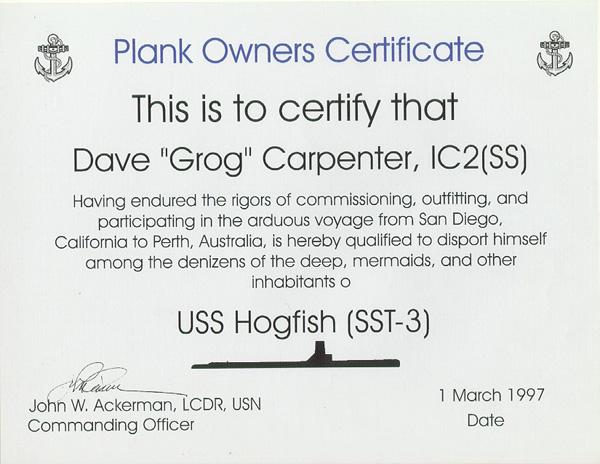 Plank Owners Certificate
This is to certify that
Dave "Grog" Carpenter, IC2(SS)
Having endured the rigors of commissioning, outfitting, and
participating in the arduous voyage from San Diego,
California to Perth, Australia, is hereby qualified to disport himself
among the denizens of the deep, mermaids, and other
inhabitants o
USS Hogfish (SST-3)
John W. Ackerman, LCDR, USN
Commanding Officer
1 March 1997
Date